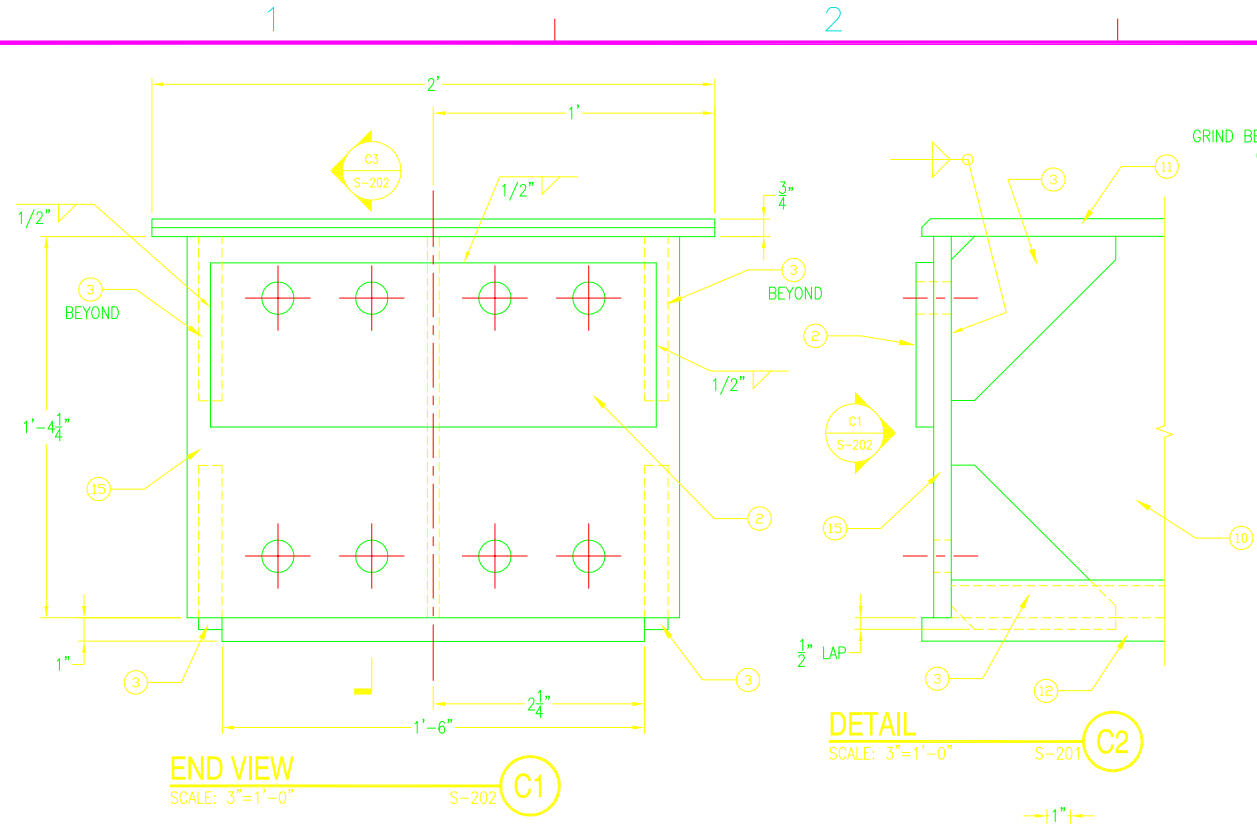 1 2
2'
1'
C3
S-202
1/2"
1/2"
3/4"
3
BEYOND
3
BEYOND
1/2"
1'-4 1/4"
15
2
1"
3
3
2 1/4"
1'-6"
END VIEW
SCALE: 3"=1'-0" S-202
C1
GRIND
6
3
11
2
C1
S-202
15
10
1/2" LAP
3
12
DETAIL
SCALE: 3"=1'-0" S-201
C2
1"